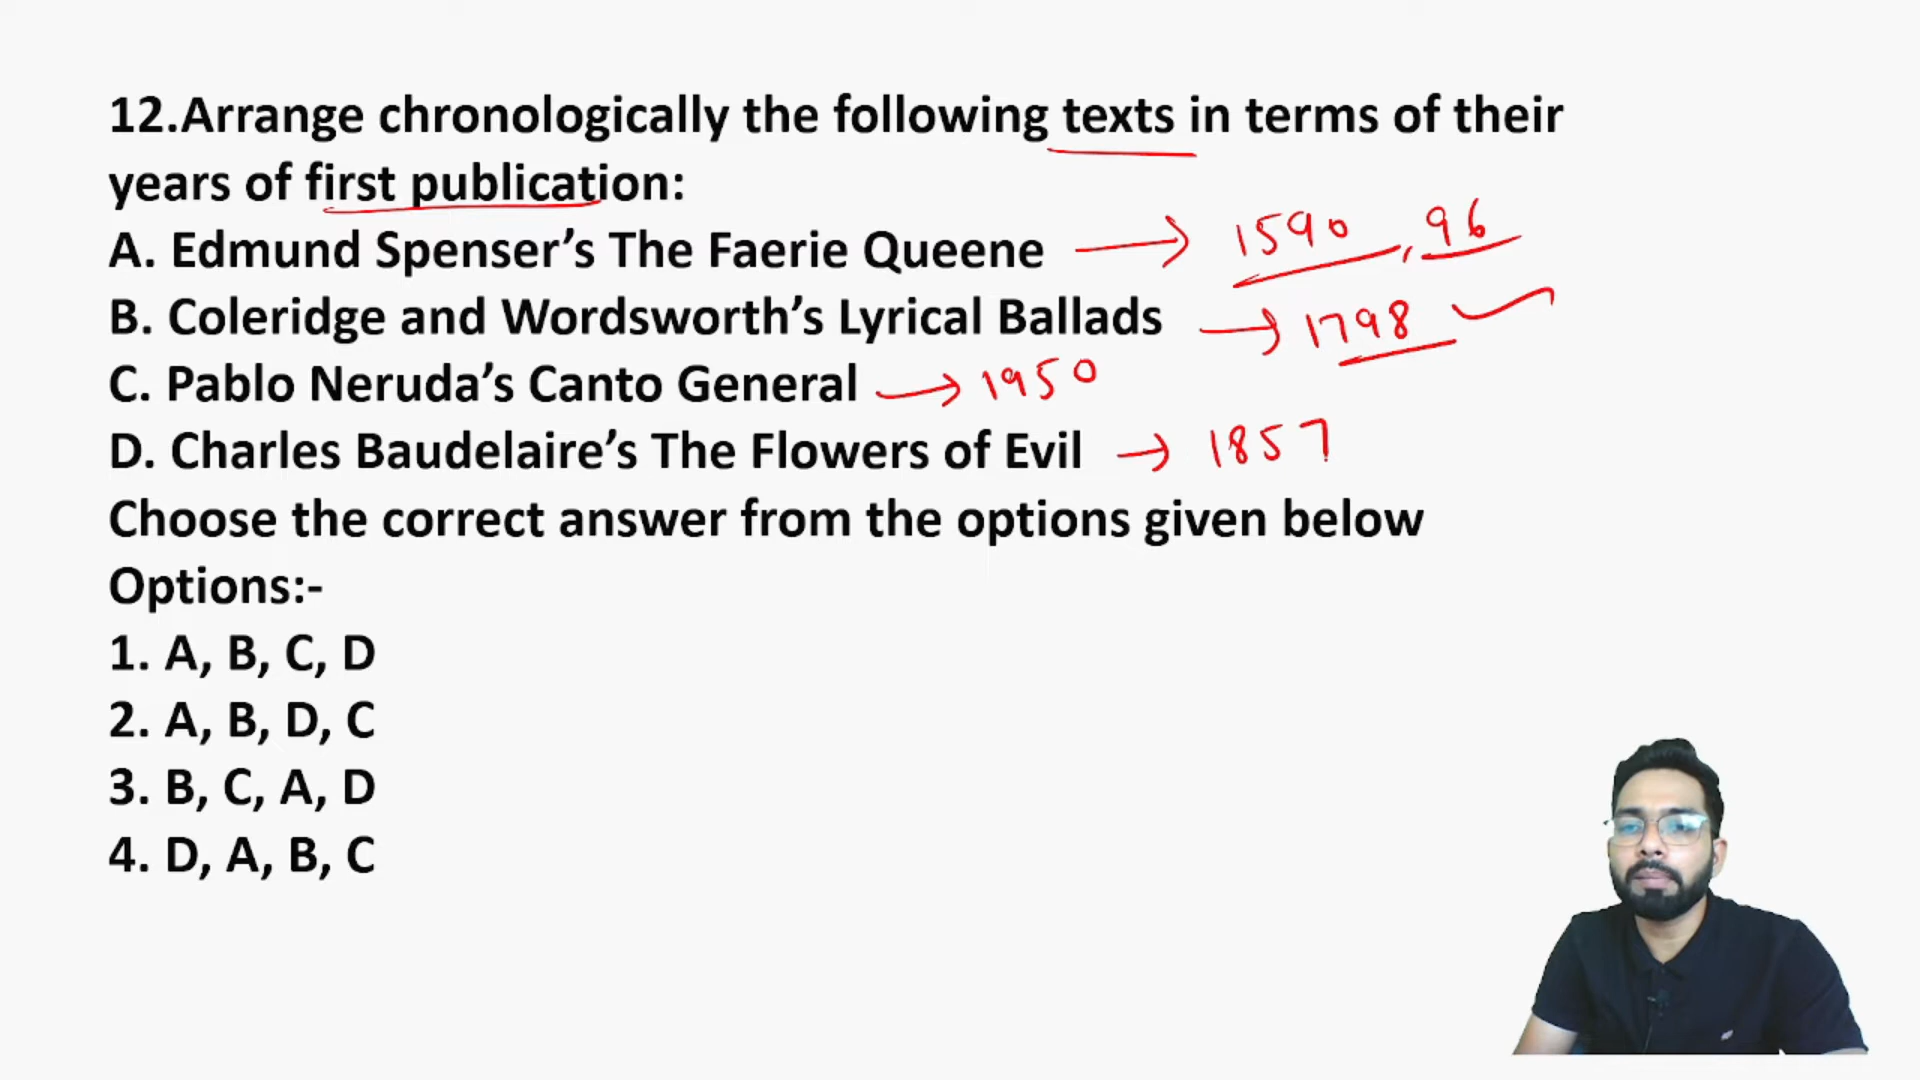 12.Arrange chronologically the following texts in terms of their
years of first publication:
A. Edmund Spenser’s The Faerie Queene → 1590, 96
B. Coleridge and Wordsworth’s Lyrical Ballads → 1798
C. Pablo Neruda’s Canto General → 1950
D. Charles Baudelaire’s The Flowers of Evil → 1857
Choose the correct answer from the options given below
Options:-
1. A, B, C, D
2. A, B, D, C
3. B, C, A, D
4. D, A, B, C